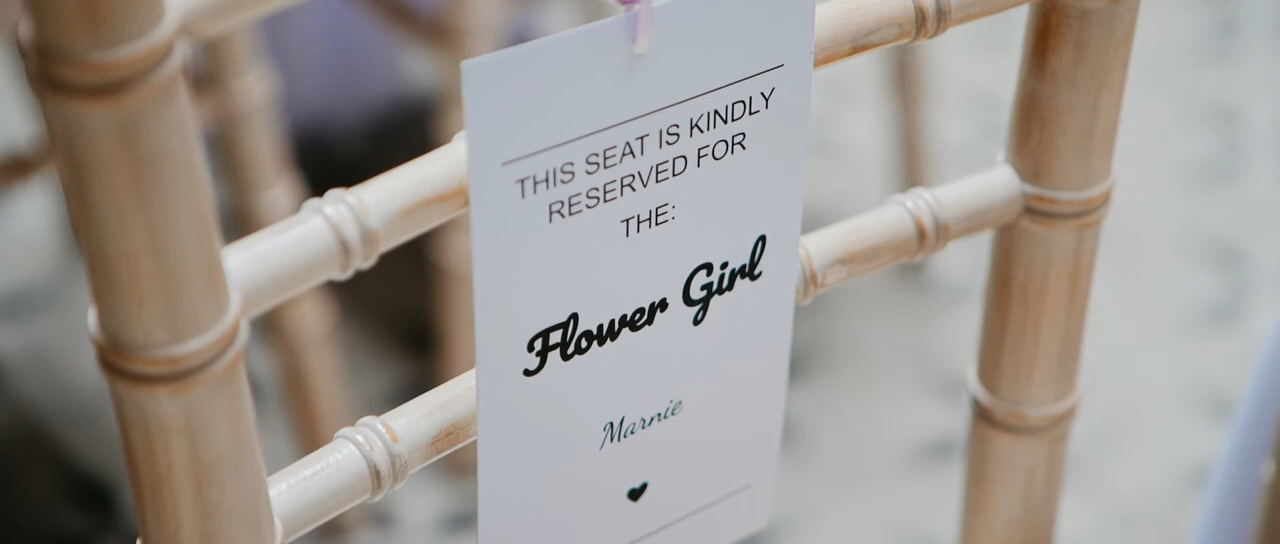 THIS SEAT IS KINDLY
RESERVED FOR
THE:
Flower Girl
Marnie